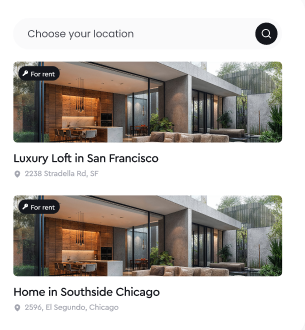 Choose your location
For rent
Luxury Loft in San Francisco
2238 Stradella Rd, SF
For rent
Home in Southside Chicago
2596, El Segundo, Chicago